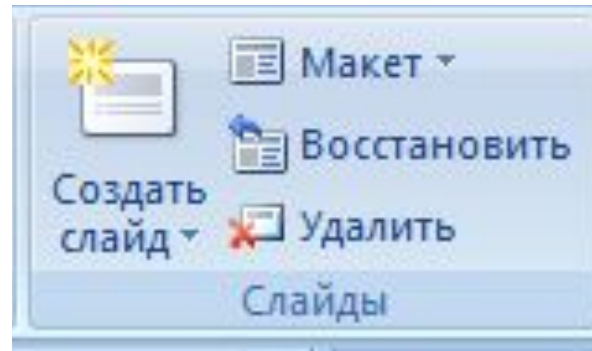 Создать
слайд
Макет
Восстановить
Удалить
Слайды